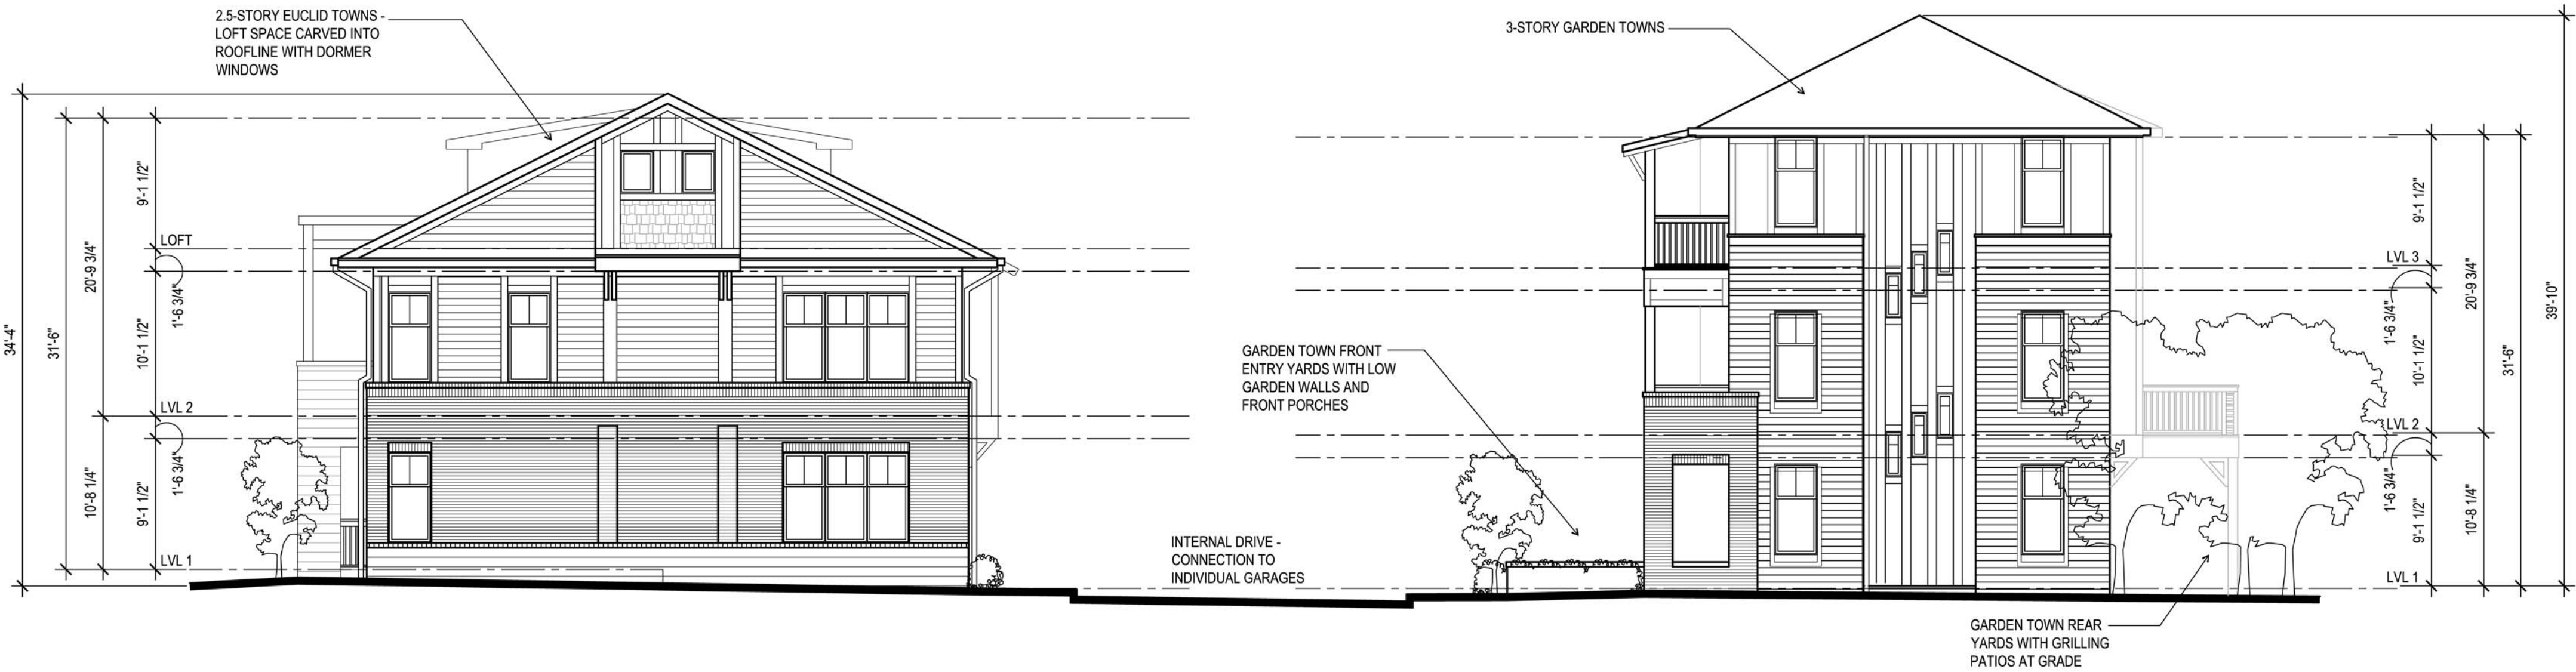 2.5-STORY EUCLID TOWNS -
LOFT SPACE CARVED INTO
ROOFLINE WITH DORMER
WINDOWS
34'-4"
31'-6"
20'-9 3/4"
10'-8 1/4"
9'-1 1/2"
LOFT
1'-6 3/4"
10'-1 1/2"
LVL 2
1'-6 3/4"
9'-1 1/2"
LVL 1
INTERNAL DRIVE -
CONNECTION TO
INDIVIDUAL GARAGES
3-STORY GARDEN TOWNS
GARDEN TOWN FRONT
ENTRY YARDS WITH LOW
GARDEN WALLS AND
FRONT PORCHES
9'-1 1/2"
LVL 3
1'-6 3/4"
10'-1 1/2"
LVL 2
1'-6 3/4"
9'-1 1/2"
LVL 1
20'-9 3/4"
10'-8 1/4"
31'-6"
39'-10"
GARDEN TOWN REAR
YARDS WITH GRILLING
PATIOS AT GRADE